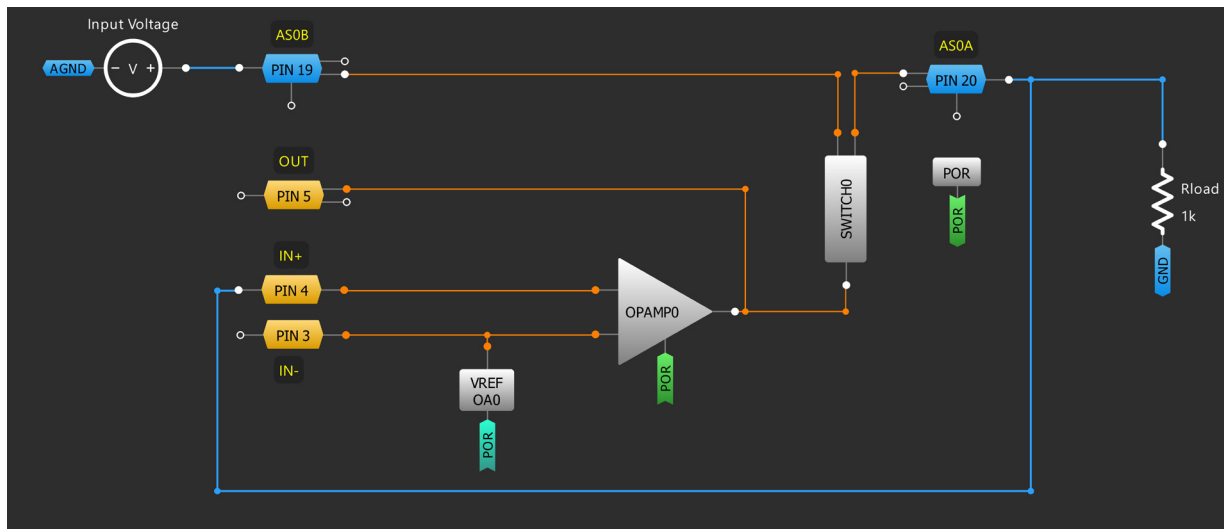 Input Voltage
AGND
− V +
AS0B
PIN 19
AS0A
PIN 20
OUT
PIN 5
SWITCH0
POR
POR
Rload
1k
GND
IN+
PIN 4
OPAMP0
PIN 3
IN-
VREF
OA0
POR
POR